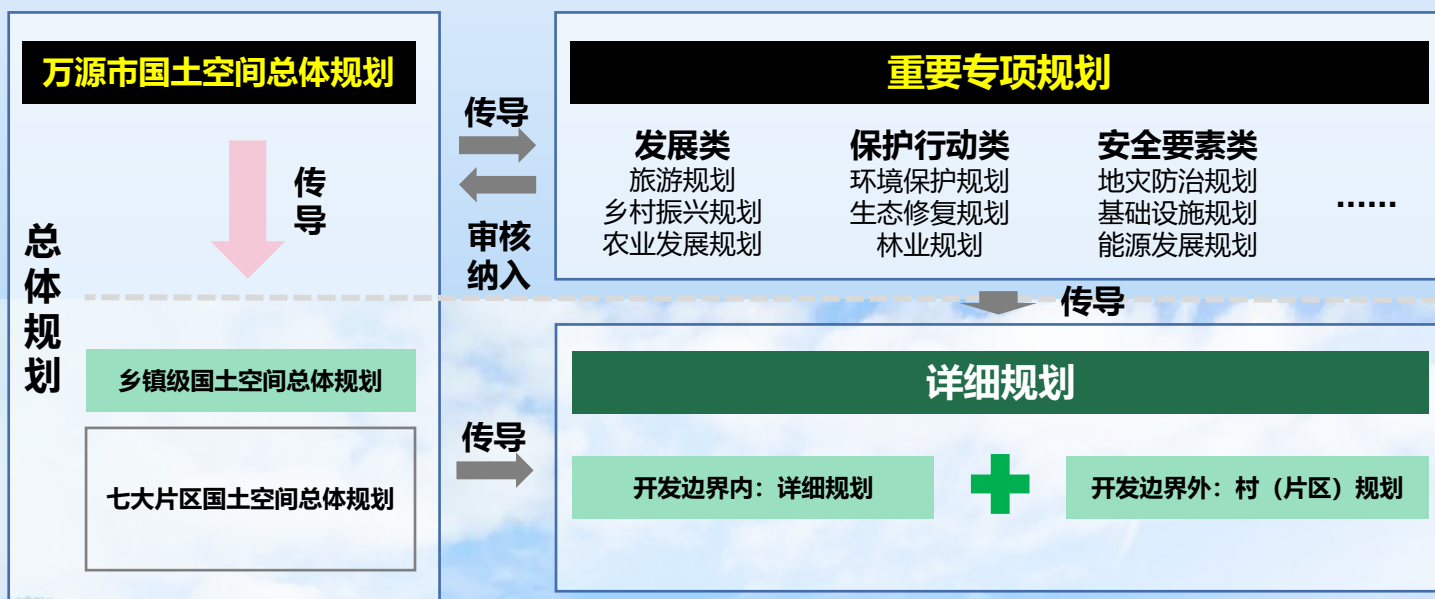 万源市国土空间总体规划
传导
总体规划
乡镇级国土空间总体规划
七大片区国土空间总体规划
传导
审核
纳入
传导
重要专项规划
发展类
旅游规划
乡村振兴规划
农业发展规划
保护行动类
环境保护规划
生态修复规划
林业规划
安全要素类
地灾防治规划
基础设施规划
能源发展规划
......
传导
详细规划
开发边界内：详细规划
开发边界外：村（片区）规划